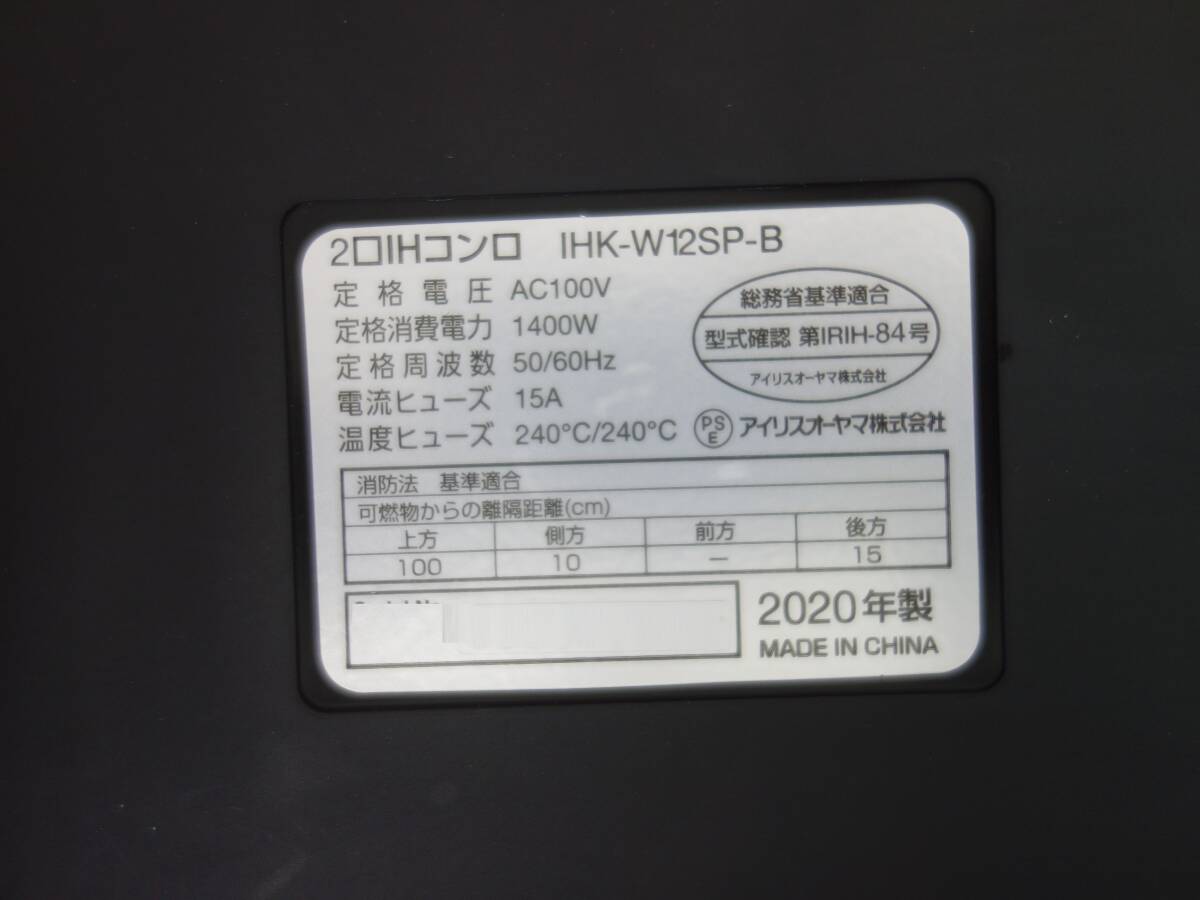 2口IHコンロ IHK-W12SP-B
定格電圧 AC100V
定格消費電力 1400W
定格周波数 50/60Hz
電流ヒューズ 15A
温度ヒューズ 240℃/240℃
総務省基準適合
型式確認 第IRIH-84号
アイリスオーヤマ株式会社
PSE アイリスオーヤマ株式会社
消防法 基準適合
可燃物からの離隔距離(cm)
上方 側方 前方 後方
100 10 — 15
2020年製
MADE IN CHINA